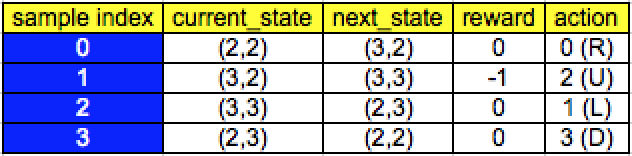 sample index current_state next_state reward action
0 (2,2) (3,2) 0 0 (R)
1 (3,2) (3,3) -1 2 (U)
2 (3,3) (2,3) 0 1 (L)
3 (2,3) (2,2) 0 3 (D)